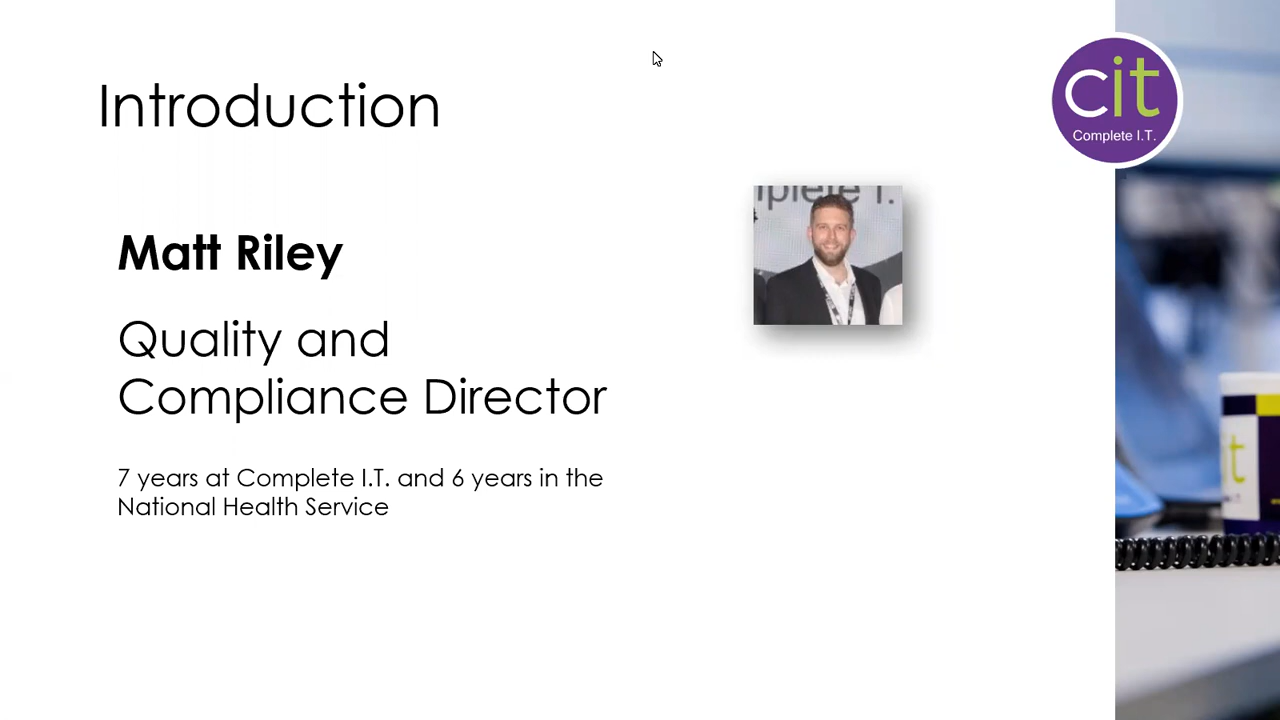 Introduction
cit
Complete I.T.
Matt Riley
Quality and
Compliance Director
7 years at Complete I.T. and 6 years in the
National Health Service